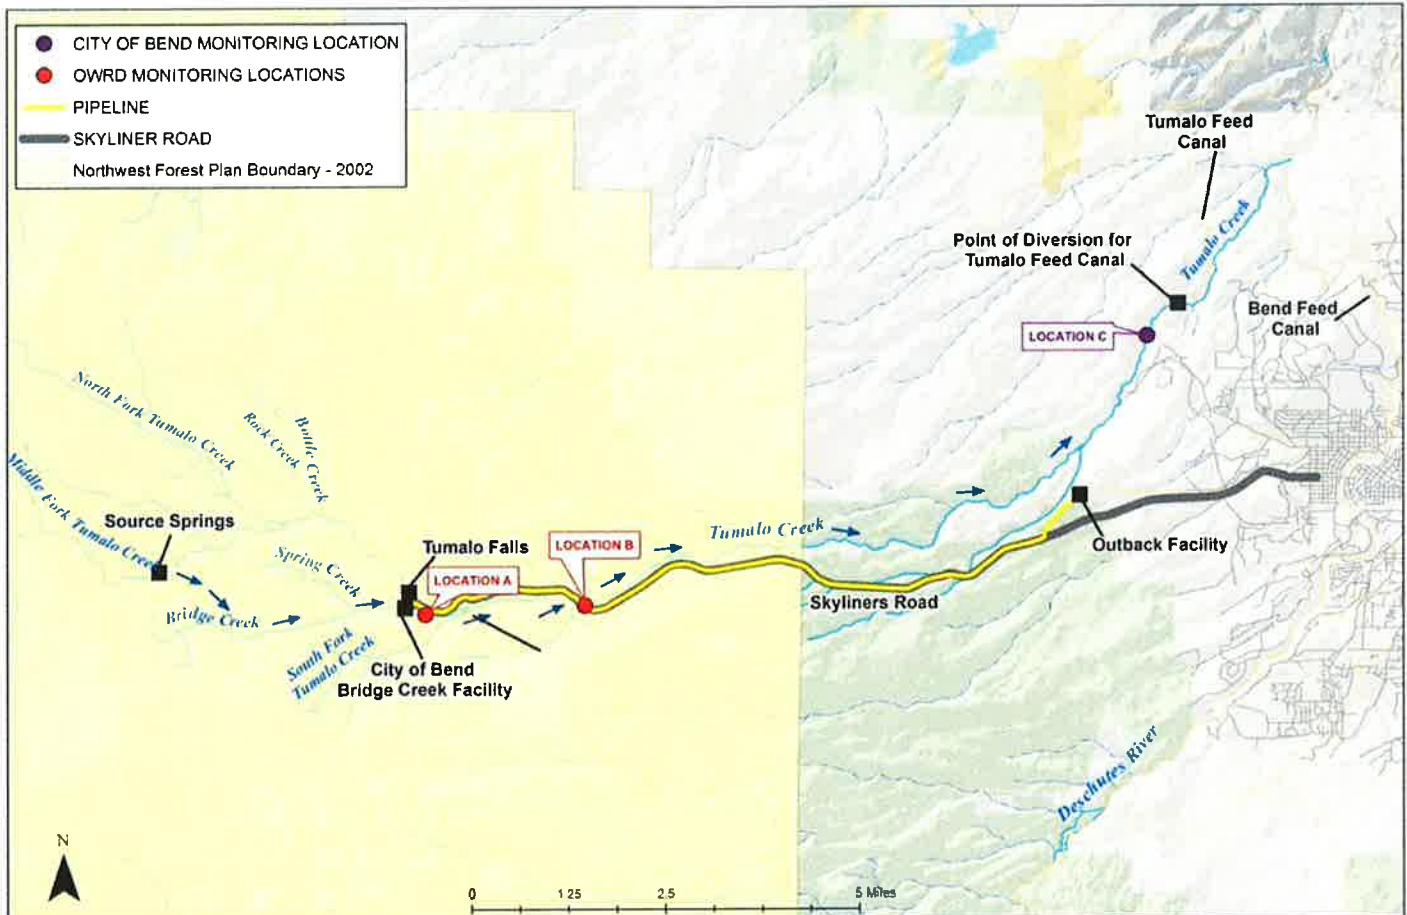 CITY OF BEND MONITORING LOCATION
OWRD MONITORING LOCATIONS
PIPELINE
SKYLINER ROAD
Northwest Forest Plan Boundary - 2002
Tumalo Feed
Canal
Tumalo Creek
Point of Diversion for
Tumalo Feed Canal
Bend Feed
Canal
LOCATION C
North Fork Tumalo Creek
Rock Creek
Bottle Creek
Middle Fork Tumalo Creek
Source Springs
Spring Creek
Bridge Creek
Tumalo Falls
LOCATION A
LOCATION B
Tumalo Creek
Outback Facility
Skyliners Road
South Fork
Tumalo Creek
City of Bend
Bridge Creek Facility
Deschutes River
N
0 1 25 2.5 5 Miles